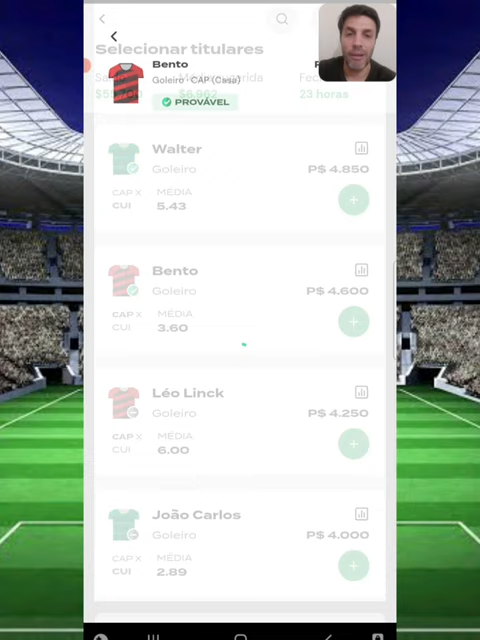 Selecionar titulares
Bento
Goleiro CAP (Casa)
PROVÁVEL
23 horas
Walter
Goleiro
P$ 4.850
CAP X
CUI
MÉDIA
5.43
Bento
Goleiro
P$ 4.600
CAP X
CUI
MÉDIA
3.60
Léo Linck
Goleiro
P$ 4.250
CAP X
CUI
MÉDIA
6.00
João Carlos
Goleiro
P$ 4.000
CAP X
CUI
MÉDIA
2.89